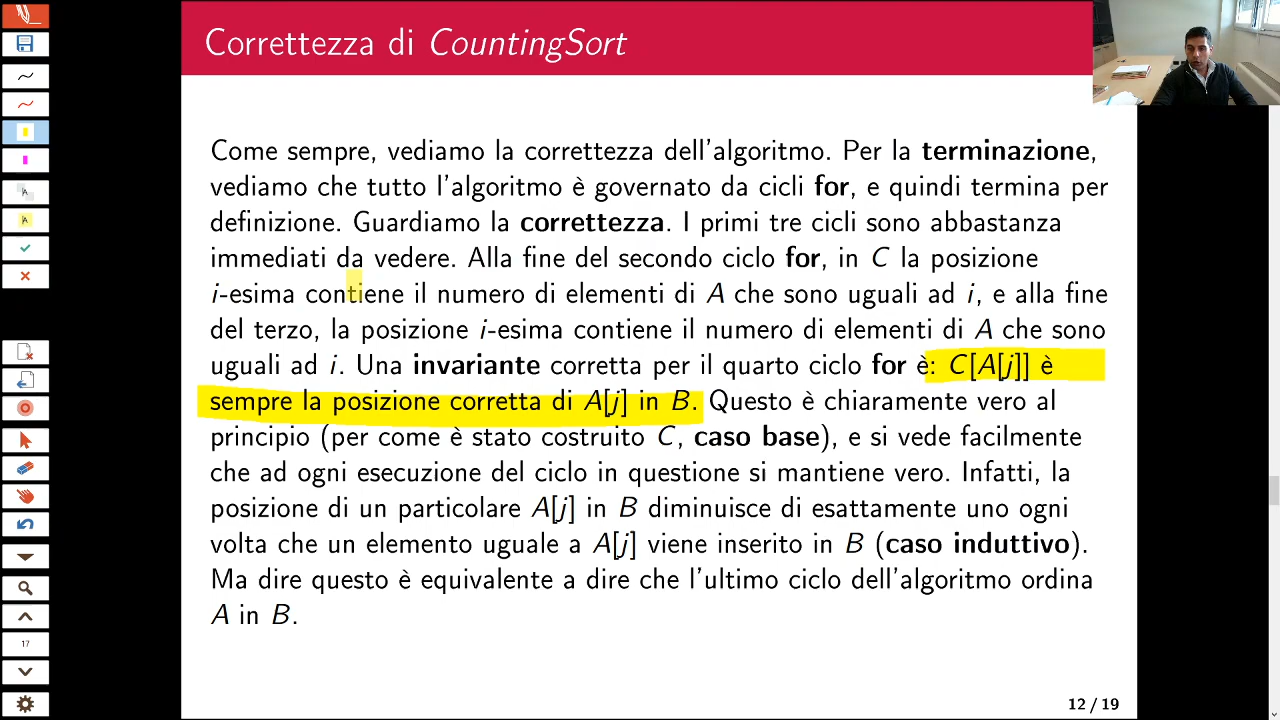 Correttezza di CountingSort
Come sempre, vediamo la correttezza dell'algoritmo. Per la terminazione,
vediamo che tutto l'algoritmo è governato da cicli for, e quindi termina per
definizione. Guardiamo la correttezza. I primi tre cicli sono abbastanza
immediati da vedere. Alla fine del secondo ciclo for, in C la posizione
i-esima contiene il numero di elementi di A che sono uguali ad i, e alla fine
del terzo, la posizione i-esima contiene il numero di elementi di A che sono
uguali ad i. Una invariante corretta per il quarto ciclo for è: C[A[j]] è
sempre la posizione corretta di A[j] in B. Questo è chiaramente vero al
principio (per come è stato costruito C, caso base), e si vede facilmente
che ad ogni esecuzione del ciclo in questione si mantiene vero. Infatti, la
posizione di un particolare A[j] in B diminuisce di esattamente uno ogni
volta che un elemento uguale a A[j] viene inserito in B (caso induttivo).
Ma dire questo è equivalente a dire che l'ultimo ciclo dell'algoritmo ordina
A in B.
12 / 19
A
A
17